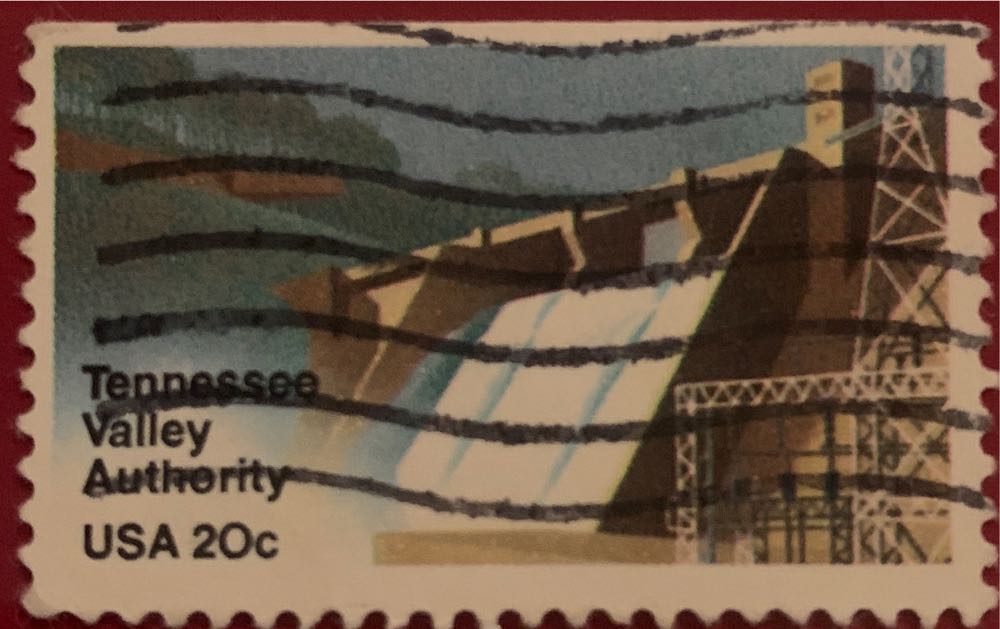 Tennessee
Valley
Authority
USA 20c